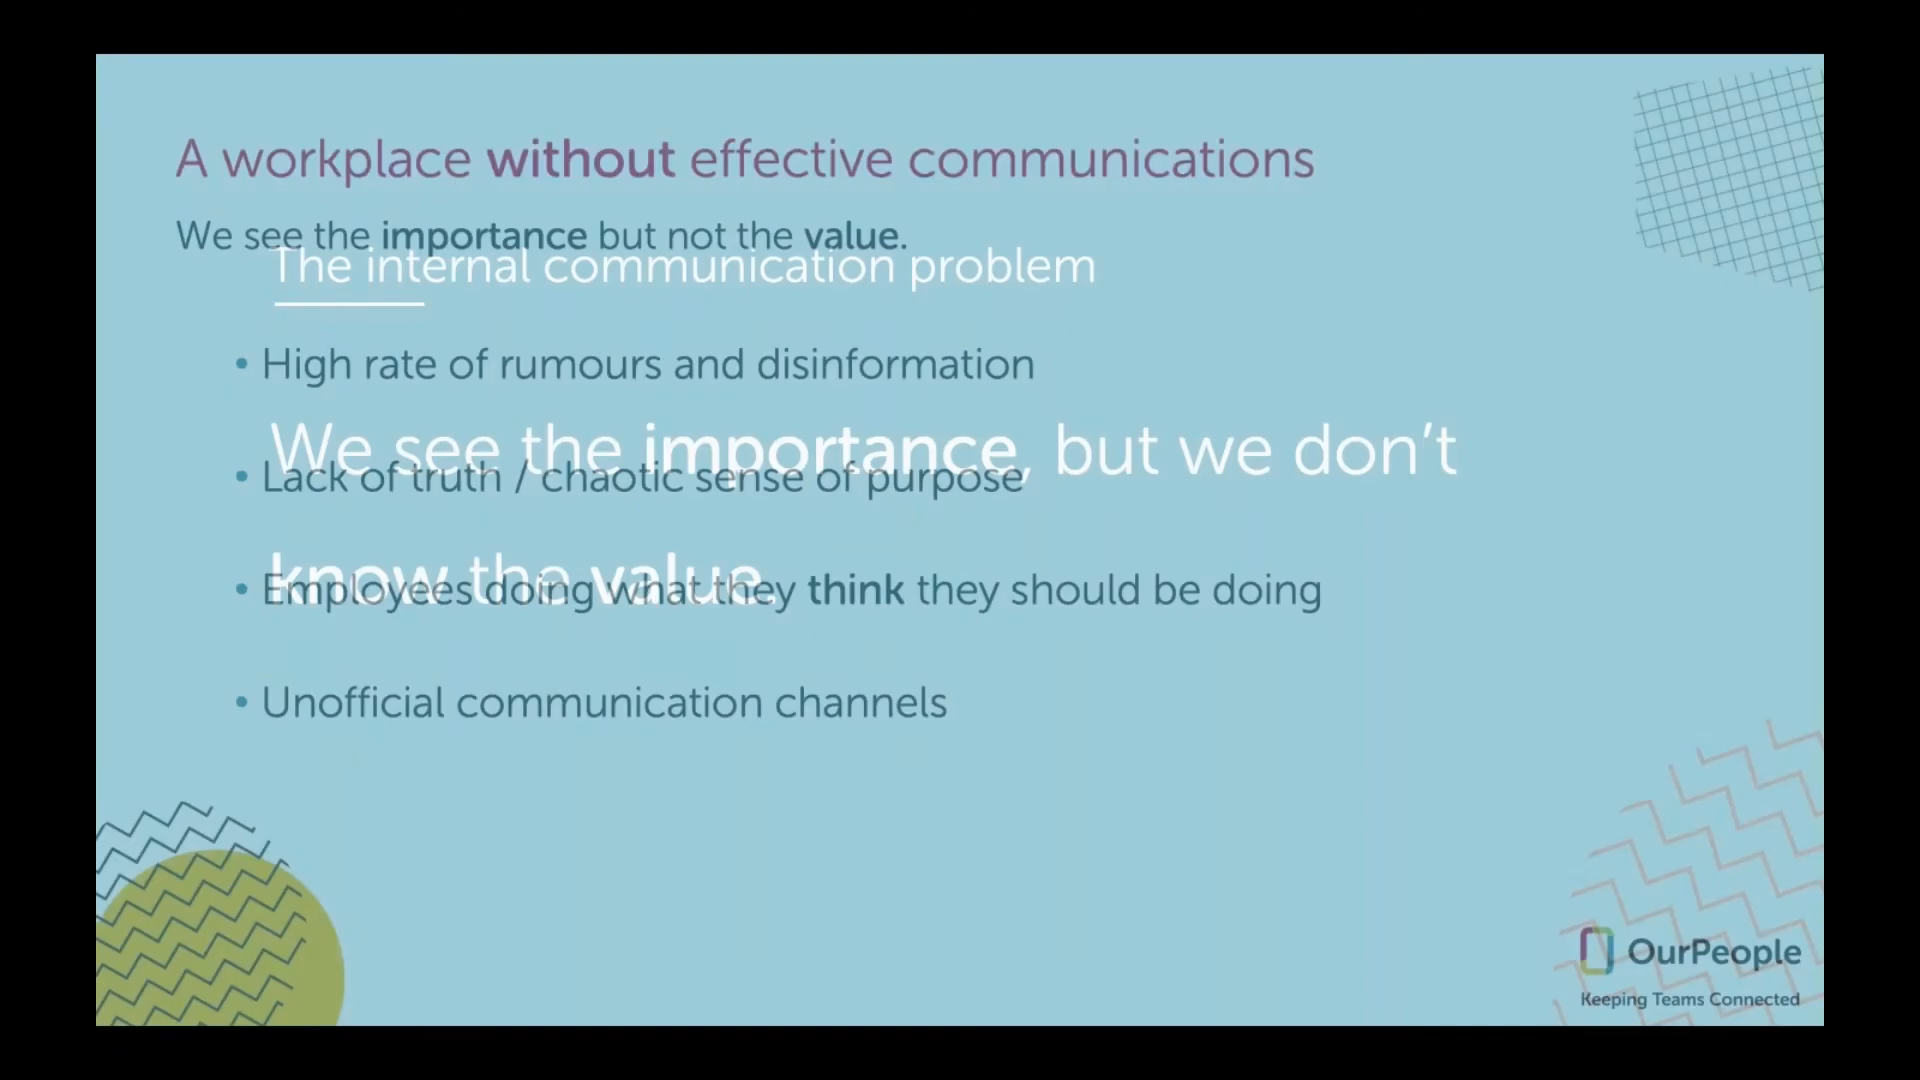 A workplace without effective communications
We see the importance but not the value.
The internal communication problem
• High rate of rumours and disinformation
We see the importance, but we don’t
• Lack of truth / chaotic sense of purpose
know the value.
• Employees doing what they think they should be doing
• Unofficial communication channels
OurPeople
Keeping Teams Connected